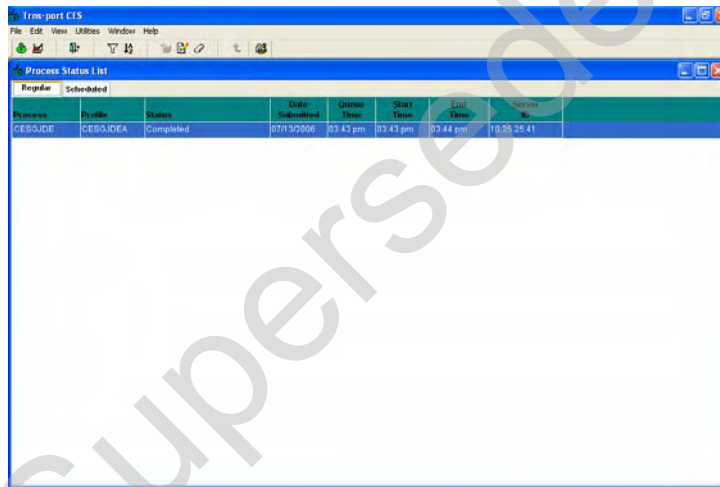 Trns·port CES
File Edit View Utilities Window Help
Process Status List
Regular Scheduled
Process Profile Status Date Submitted Queue Time Start Time End Time Server
CESGJDE CESGJDEA Completed 07/13/2006 03:43 pm 03:43 pm 03:44 pm 10.25.25.41
Superseded